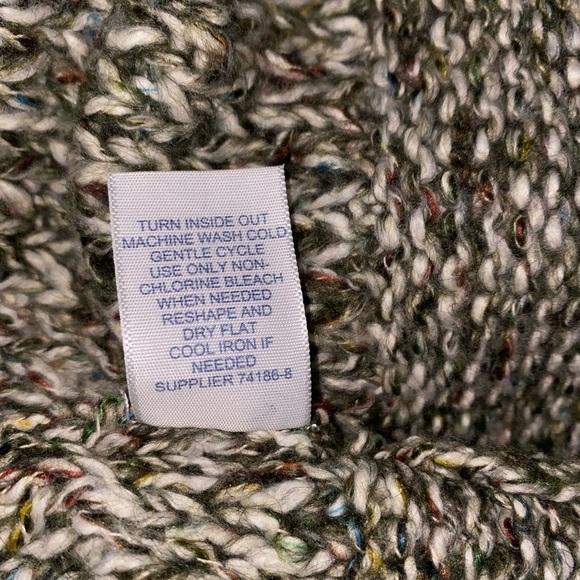 TURN INSIDE OUT
MACHINE WASH COLD
GENTLE CYCLE
USE ONLY NON-
CHLORINE BLEACH
WHEN NEEDED
RESHAPE AND
DRY FLAT
COOL IRON IF
NEEDED
SUPPLIER 74186-8